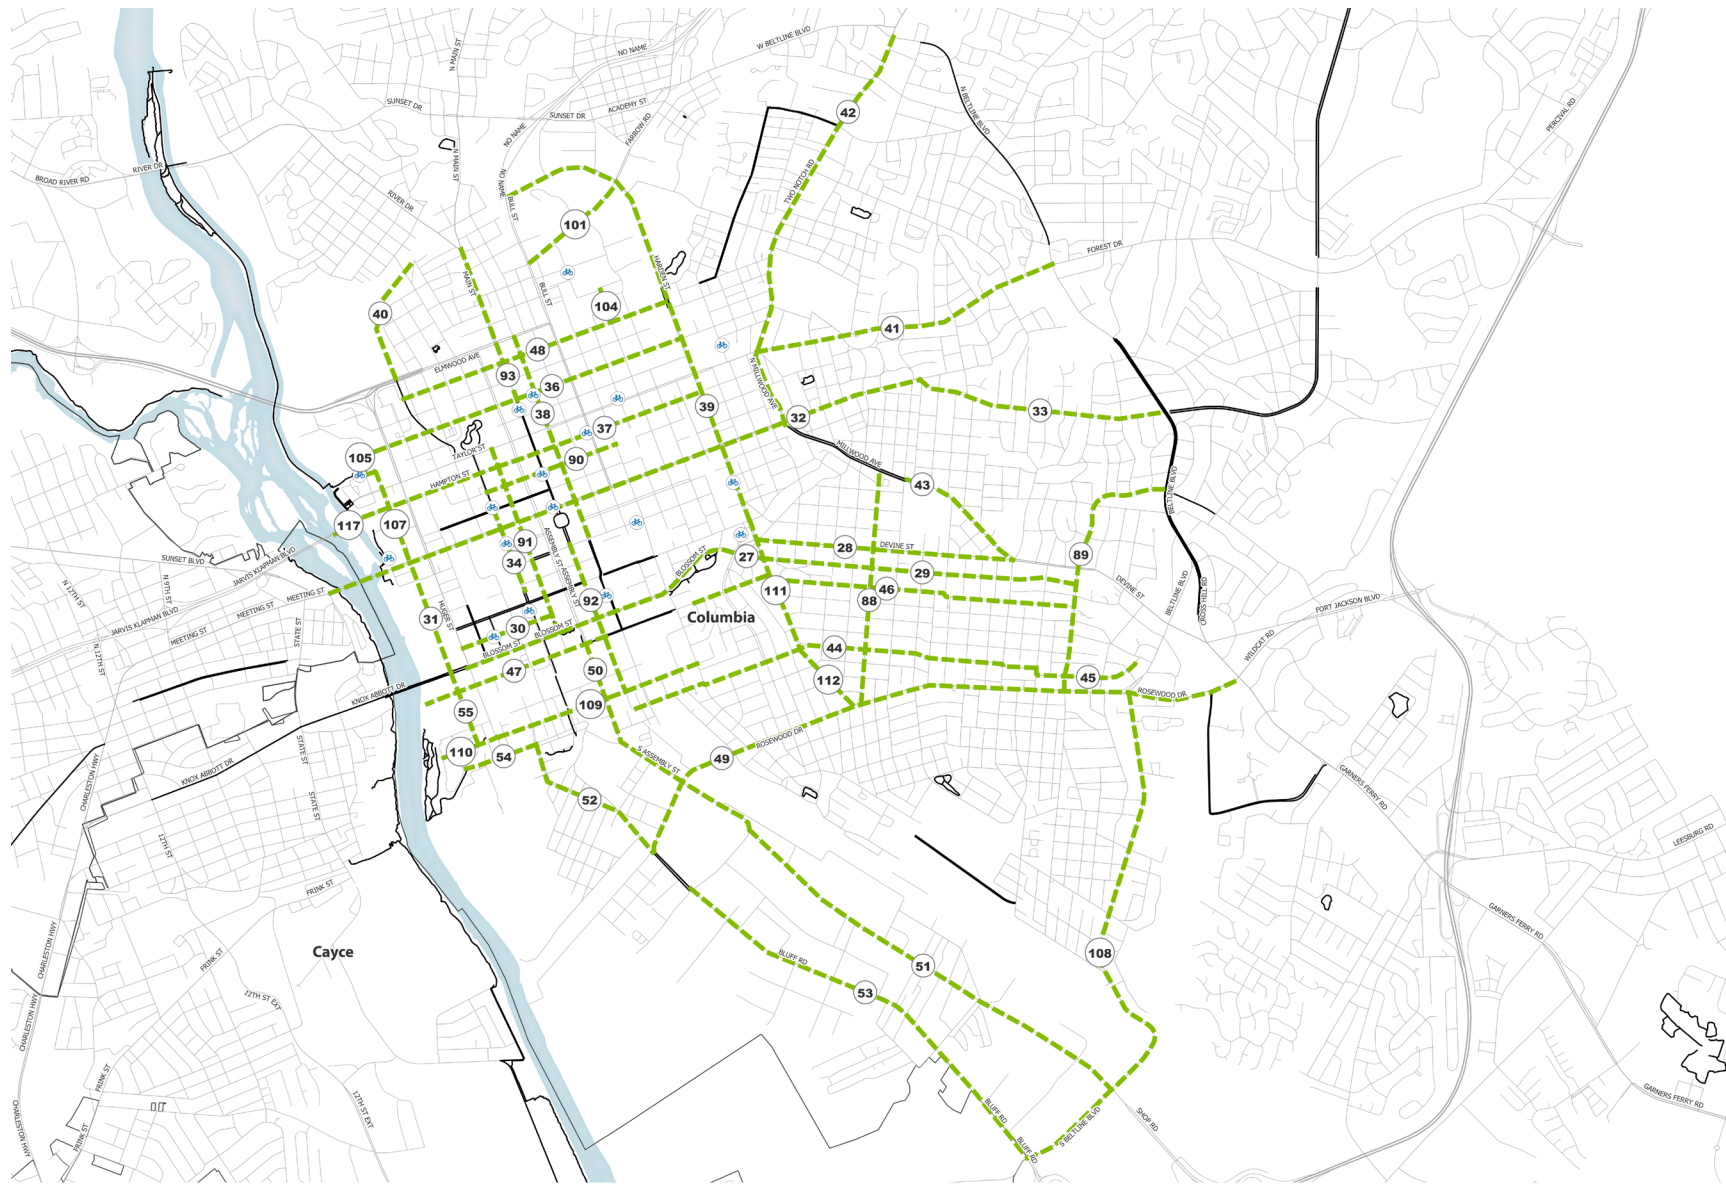 W BELTLINE BLVD
NO NAME
N MAIN ST
SUNSET DR
ACADEMY ST
SUNSET DR
NO NAME
FARROW RD
N BELTLINE BLVD
PERCIVAL RD
42
RIVER DR
BROAD RIVER RD
N MAIN ST
NO NAME
BULL ST
RIVER DR
TWO NOTCH RD
101
FOREST DR
HARDEN ST
MAIN ST
BULL ST
104
40
41
48
ELMWOOD AVE
93
36
N MILLWOOD AVE
38
39
32
33
37
TAYLOR ST
105
90
MILLWOOD AVE
HAMPTON ST
43
BELTLINE BLVD
117
107
91
ASSEMBLY ST
28
DEVINE ST
27
89
SUNSET BLVD
JARVIS KLAPMAN BLVD
34
BLOSSOM ST
29
DEVINE ST
N 12TH ST
N 9TH ST
MEETING ST
ASSEMBLY ST
92
111
46
88
BELTLINE BLVD
CROSS HILL RD
FORT JACKSON BLVD
MEETING ST
JARVIS KLAPMAN BLVD
MEETING ST
STATE ST
31
HUGER ST
30
BLOSSOM ST
Columbia
WILDCAT RD
N 12TH ST
BLOSSOM ST
44
47
50
112
45
KNOX ABBOTT DR
ROSEWOOD DR
55
109
STATE ST
110
54
49
ROSEWOOD DR
S ASSEMBLY ST
KNOX ABBOTT DR
CHARLESTON HWY
GARNERS FERRY RD
52
STATE ST
12TH ST
LEESBURG RD
FRINK ST
GARNERS FERRY RD
CHARLESTON HWY
Cayce
FRINK ST
BLUFF RD
108
51
53
12TH ST EXT
CHARLESTON HWY
FRINK ST
12TH ST EXT
BLUFF RD
S BELTLINE BLVD
SHOP RD
GARNERS FERRY RD
CHARLESTON HWY
FRINK ST
BLUFF RD